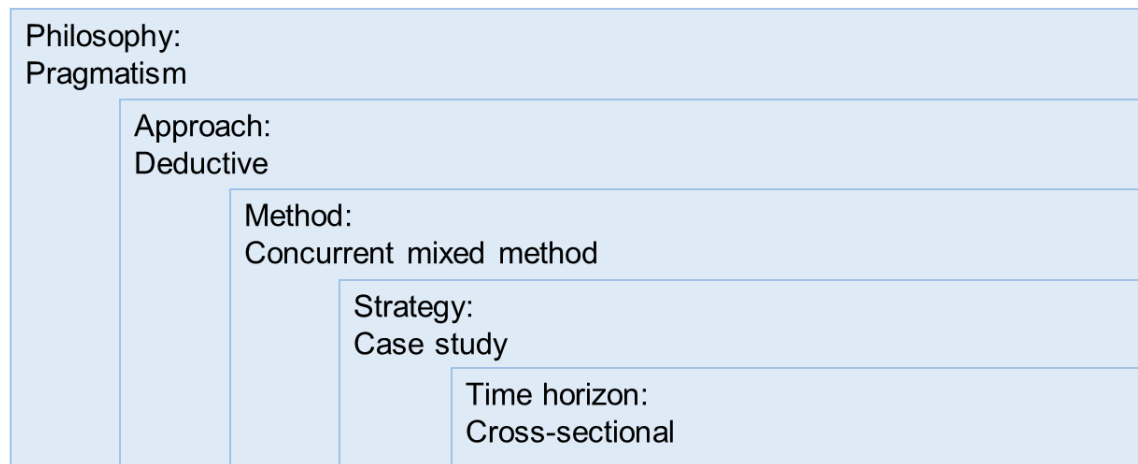 Philosophy:
Pragmatism
Approach:
Deductive
Method:
Concurrent mixed method
Strategy:
Case study
Time horizon:
Cross-sectional